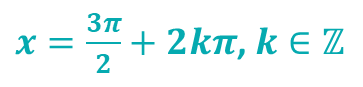 x = 3π/2 + 2kπ, k ∈ ℤ